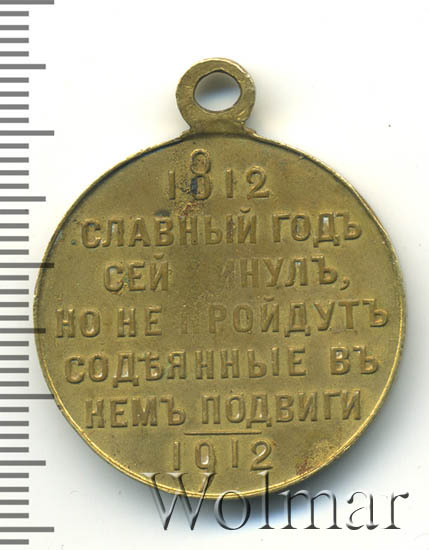 1812
СЛАВНЫЙ ГОДЪ
СЕЙ МИНУЛЪ,
НО НЕ ПРОЙДУТЪ
СОДѢЯННЫЕ ВЪ
НЕМЪ ПОДВИГИ
1912
Wolmar